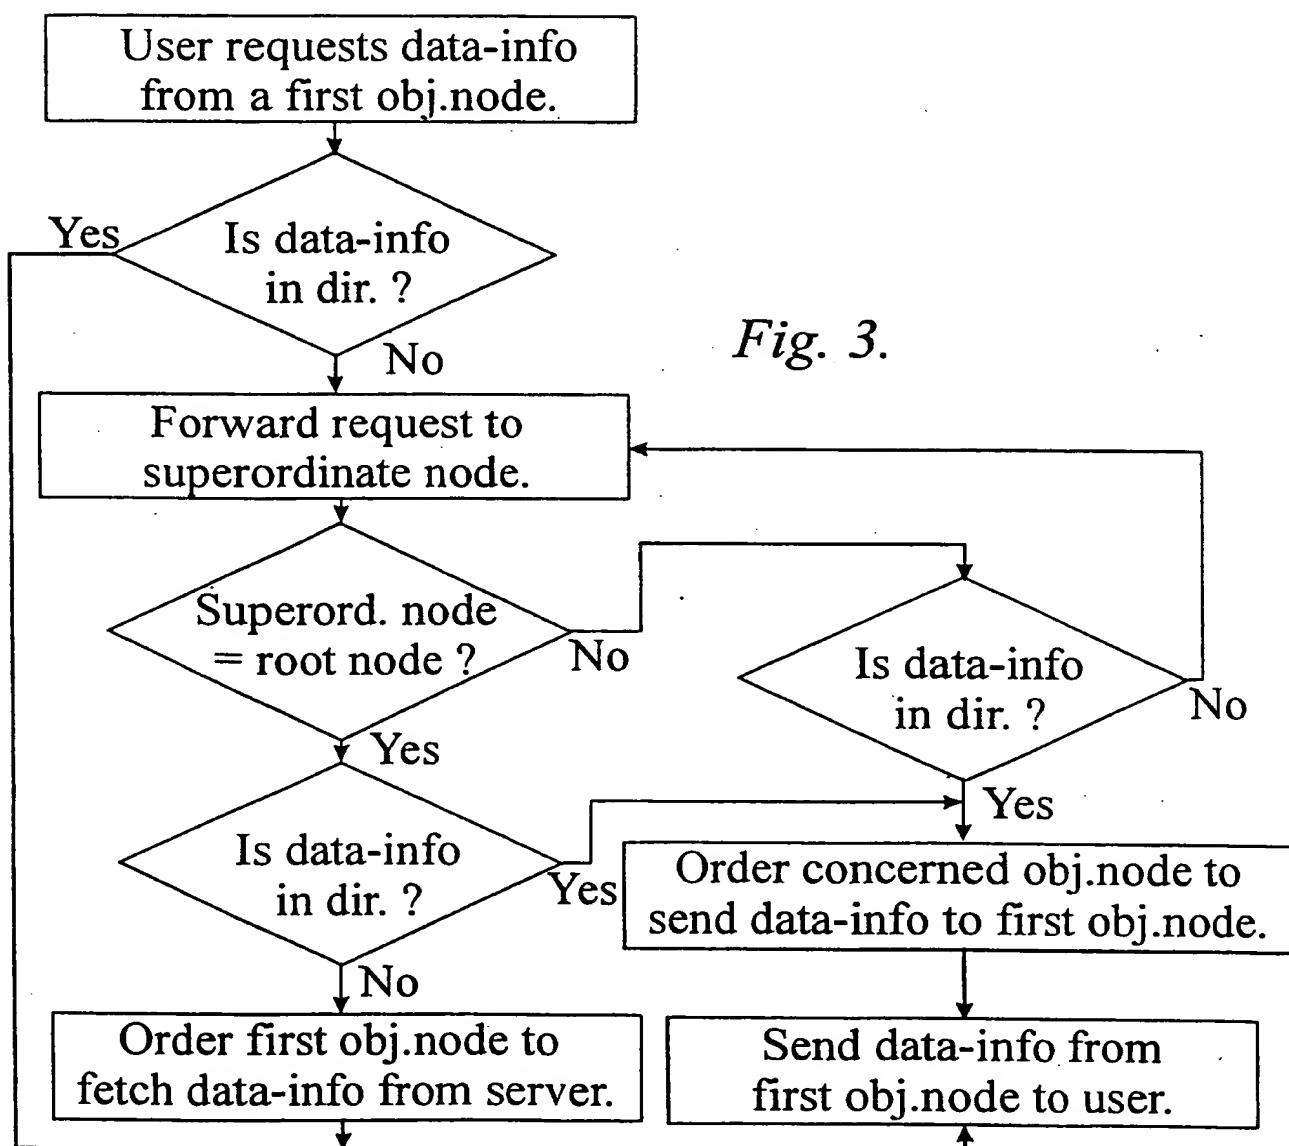 User requests data-info
from a first obj.node.
Yes
Is data-info
in dir. ?
No
Fig. 3.
Forward request to
superordinate node.
Superord. node
= root node ?
No
Is data-info
in dir. ?
No
Yes
Yes
Is data-info
in dir. ?
Yes
Order concerned obj.node to
send data-info to first obj.node.
No
Order first obj.node to
fetch data-info from server.
Send data-info from
first obj.node to user.